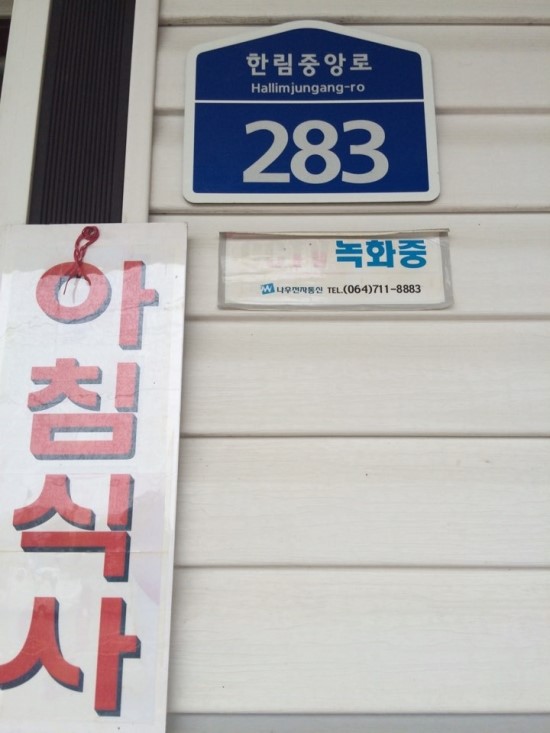 한림중앙로
Hallimjungang-ro
283
녹화중
나우전자통신 TEL.(064)711-8883
아침식사